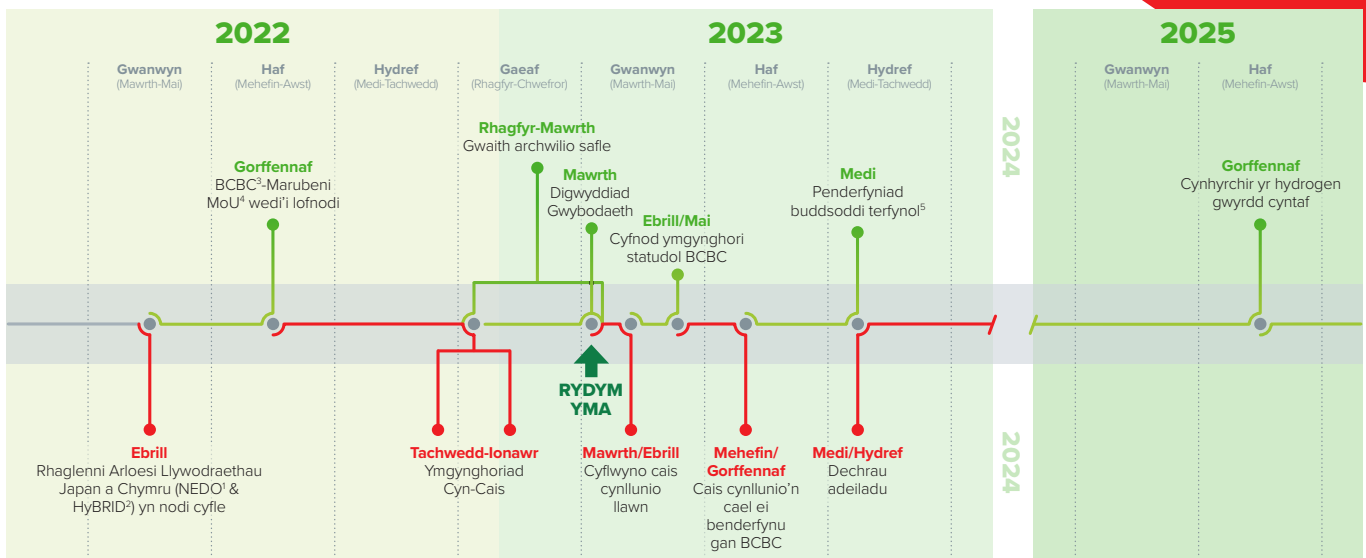 2022
2023
2025
Gwanwyn
(Mawrth-Mai)
Haf
(Mehefin-Awst)
Hydref
(Medi-Tachwedd)
Gaeaf
(Rhagfyr-Chwefror)
Gwanwyn
(Mawrth-Mai)
Haf
(Mehefin-Awst)
Hydref
(Medi-Tachwedd)
Gwanwyn
(Mawrth-Mai)
Haf
(Mehefin-Awst)
2024
Gorffennaf
BCBC³-Marubeni
MoU⁴ wedi'i lofnodi
Rhagfyr-Mawrth
Gwaith archwilio safle
Mawrth
Digwyddiad
Gwybodaeth
Ebrill/Mai
Cyfnod ymgynghori
statudol BCBC
Medi
Penderfyniad
buddsoddi terfynol⁵
Gorffennaf
Cynhyrchir yr hydrogen
gwyrdd cyntaf
RYDYM
YMA
Ebrill
Rhaglenni Arloesi Llywodraethau
Japan a Chymru (NEDO¹ &
HyBRID²) yn nodi cyfle
Tachwedd-Ionawr
Ymgynghoriad
Cyn-Cais
Mawrth/Ebrill
Cyflwyno cais
cynllunio
llawn
Mehefin/
Gorffennaf
Cais cynllunio'n
cael ei
benderfynu
gan BCBC
Medi/Hydref
Dechrau
adeiladu
2024